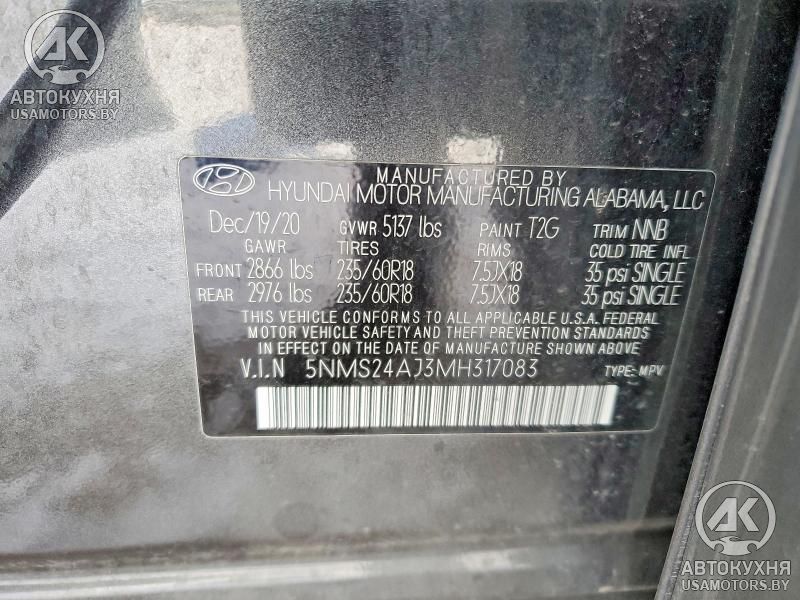 AK
АВТОКУХНЯ
USAMOTORS.BY
MANUFACTURED BY
HYUNDAI MOTOR MANUFACTURING ALABAMA, LLC
Dec/19/20 GVWR 5137 lbs PAINT T2G TRIM NNB
GAWR TIRES RIMS COLD TIRE INFL
FRONT 2866 lbs 235/60R18 7.5JX18 35 psi SINGLE
REAR 2976 lbs 235/60R18 7.5JX18 35 psi SINGLE
THIS VEHICLE CONFORMS TO ALL APPLICABLE U.S.A. FEDERAL
MOTOR VEHICLE SAFETY AND THEFT PREVENTION STANDARDS
IN EFFECT ON THE DATE OF MANUFACTURE SHOWN ABOVE
V.I.N 5NMS24AJ3MH317083 TYPE: MPV
AK
АВТОКУХНЯ
USAMOTORS.BY